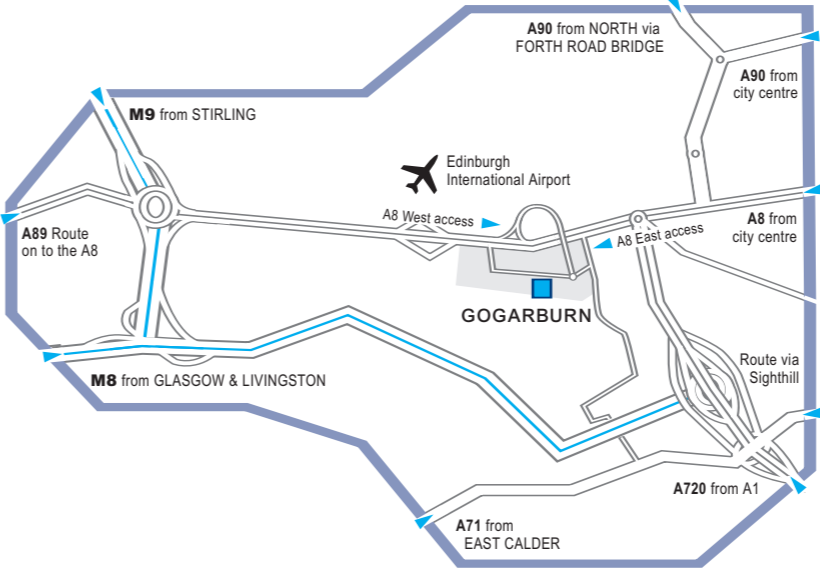 A90 from NORTH via
FORTH ROAD BRIDGE
A90 from
city centre
M9 from STIRLING
Edinburgh
International Airport
A8 West access
A8 from
city centre
A8 East access
A89 Route
on to the A8
GOGARBURN
Route via
Sighthill
M8 from GLASGOW & LIVINGSTON
A720 from A1
A71 from
EAST CALDER